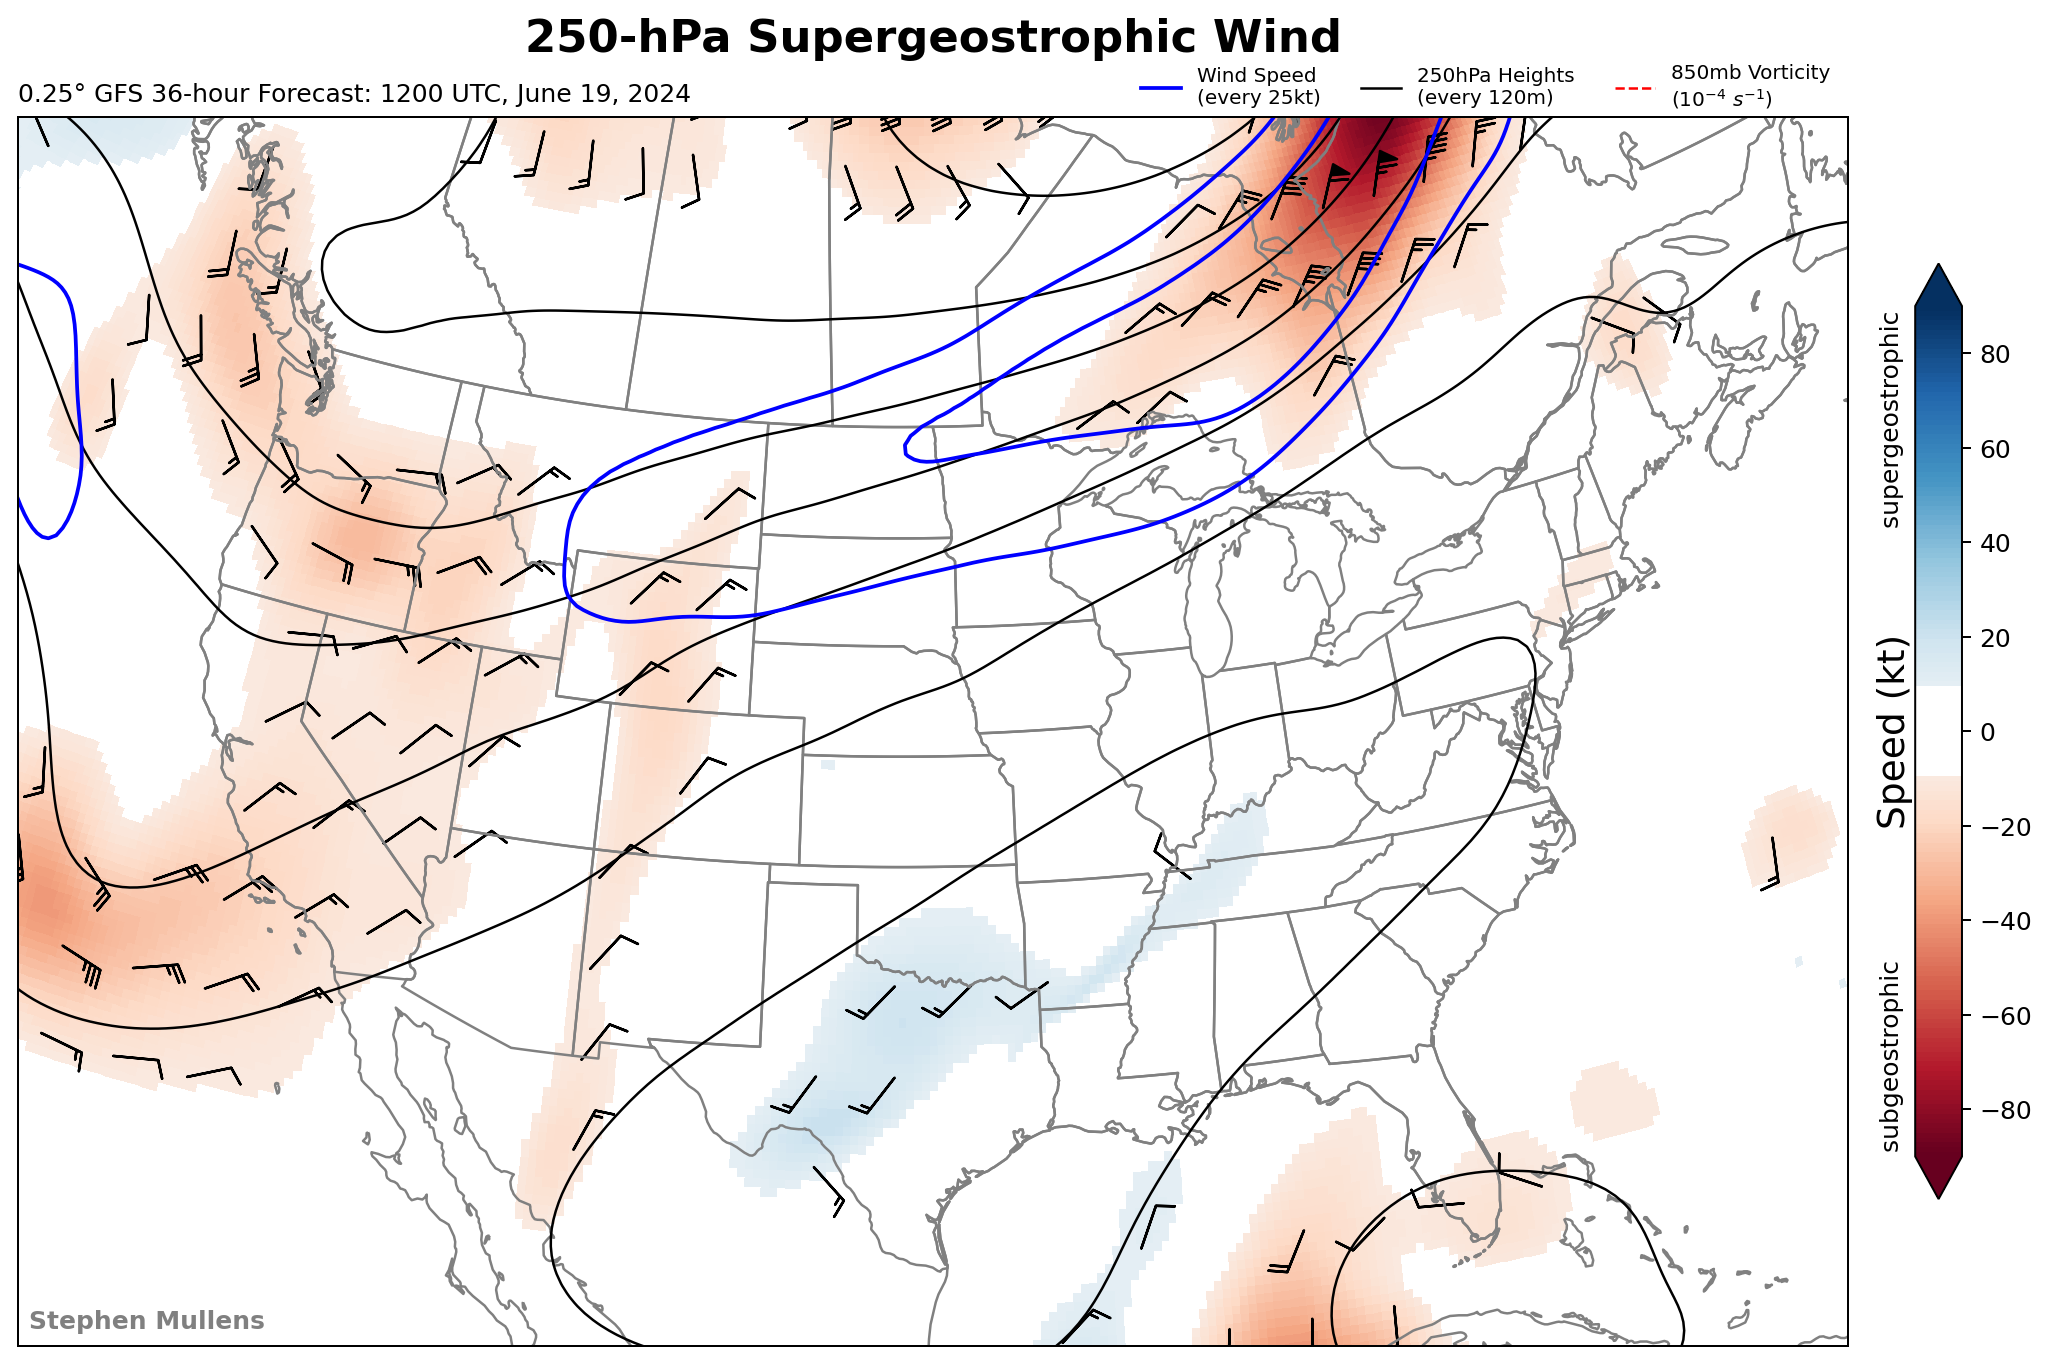 250-hPa Supergeostrophic Wind
0.25° GFS 36-hour Forecast: 1200 UTC, June 19, 2024
Wind Speed
(every 25kt)
250hPa Heights
(every 120m)
850mb Vorticity
(10⁻⁴ s⁻¹)
supergeostrophic
Speed (kt)
subgeostrophic
80
60
40
20
0
−20
−40
−60
−80
Stephen Mullens